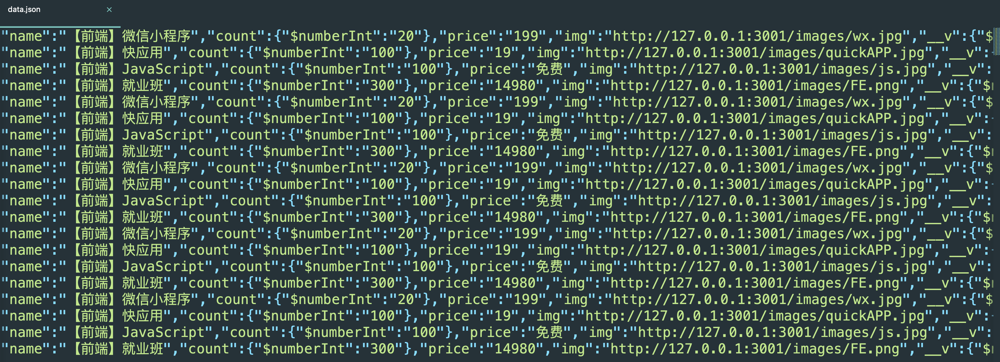 data.json ×
"name":"【前端】微信小程序","count":{"$numberInt":"20"},"price":"199","img":"http://127.0.0.1:3001/images/wx.jpg","__v":{"$
"name":"【前端】快应用","count":{"$numberInt":"100"},"price":"19","img":"http://127.0.0.1:3001/images/quickAPP.jpg","__v":
"name":"【前端】JavaScript","count":{"$numberInt":"100"},"price":"免费","img":"http://127.0.0.1:3001/images/js.jpg","__v":
"name":"【前端】就业班","count":{"$numberInt":"300"},"price":"14980","img":"http://127.0.0.1:3001/images/FE.png","__v":{"$
"name":"【前端】微信小程序","count":{"$numberInt":"20"},"price":"199","img":"http://127.0.0.1:3001/images/wx.jpg","__v":{"$
"name":"【前端】快应用","count":{"$numberInt":"100"},"price":"19","img":"http://127.0.0.1:3001/images/quickAPP.jpg","__v":
"name":"【前端】JavaScript","count":{"$numberInt":"100"},"price":"免费","img":"http://127.0.0.1:3001/images/js.jpg","__v":
"name":"【前端】就业班","count":{"$numberInt":"300"},"price":"14980","img":"http://127.0.0.1:3001/images/FE.png","__v":{"$
"name":"【前端】微信小程序","count":{"$numberInt":"20"},"price":"199","img":"http://127.0.0.1:3001/images/wx.jpg","__v":{"$
"name":"【前端】快应用","count":{"$numberInt":"100"},"price":"19","img":"http://127.0.0.1:3001/images/quickAPP.jpg","__v":
"name":"【前端】JavaScript","count":{"$numberInt":"100"},"price":"免费","img":"http://127.0.0.1:3001/images/js.jpg","__v":
"name":"【前端】就业班","count":{"$numberInt":"300"},"price":"14980","img":"http://127.0.0.1:3001/images/FE.png","__v":{"$
"name":"【前端】微信小程序","count":{"$numberInt":"20"},"price":"199","img":"http://127.0.0.1:3001/images/wx.jpg","__v":{"$
"name":"【前端】快应用","count":{"$numberInt":"100"},"price":"19","img":"http://127.0.0.1:3001/images/quickAPP.jpg","__v":
"name":"【前端】JavaScript","count":{"$numberInt":"100"},"price":"免费","img":"http://127.0.0.1:3001/images/js.jpg","__v":
"name":"【前端】就业班","count":{"$numberInt":"300"},"price":"14980","img":"http://127.0.0.1:3001/images/FE.png","__v":{"$
"name":"【前端】微信小程序","count":{"$numberInt":"20"},"price":"199","img":"http://127.0.0.1:3001/images/wx.jpg","__v":{"$
"name":"【前端】快应用","count":{"$numberInt":"100"},"price":"19","img":"http://127.0.0.1:3001/images/quickAPP.jpg","__v":
"name":"【前端】JavaScript","count":{"$numberInt":"100"},"price":"免费","img":"http://127.0.0.1:3001/images/js.jpg","__v":
"name":"【前端】就业班","count":{"$numberInt":"300"},"price":"14980","img":"http://127.0.0.1:3001/images/FE.png","__v":{"$